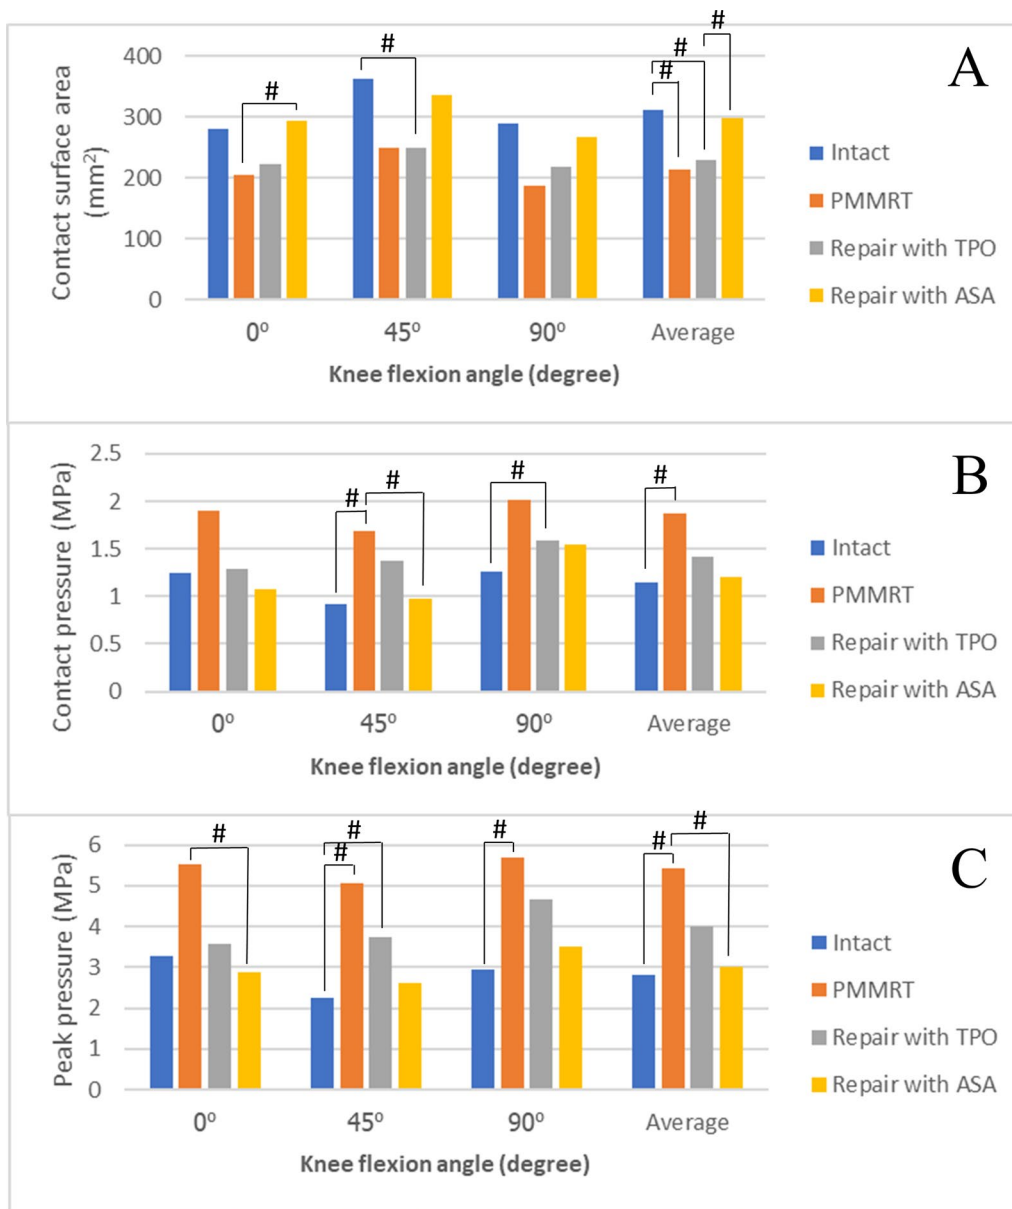 A
Contact surface area
(mm²)
400
300
200
100
0
#
#
#
#
#
0º
45º
90º
Average
Knee flexion angle (degree)
Intact
PMMRT
Repair with TPO
Repair with ASA
B
Contact pressure (MPa)
2.5
2
1.5
1
0.5
0
#
#
#
#
0º
45º
90º
Average
Knee flexion angle (degree)
Intact
PMMRT
Repair with TPO
Repair with ASA
C
Peak pressure (MPa)
6
5
4
3
2
1
0
#
#
#
#
#
#
0º
45º
90º
Average
Knee flexion angle (degree)
Intact
PMMRT
Repair with TPO
Repair with ASA